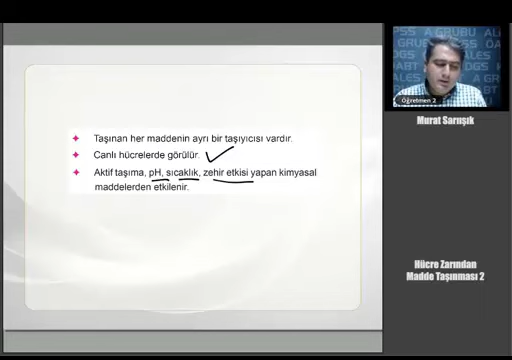 Taşınan her maddenin ayrı bir taşıyıcısı vardır.
Canlı hücrelerde görülür.
Aktif taşıma, pH, sıcaklık, zehir etkisi yapan kimyasal
maddelerden etkilenir.
Öğretmen 2
Murat Sarıışık
Hücre Zarından
Madde Taşınması 2